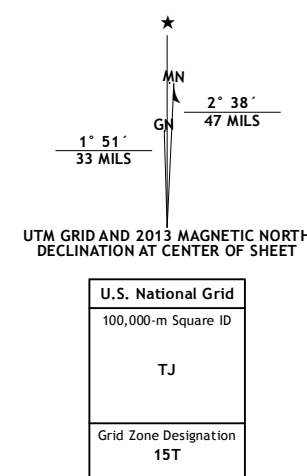 ★
MN
GN
2° 38´
47 MILS
1° 51´
33 MILS
UTM GRID AND 2013 MAGNETIC NORTH
DECLINATION AT CENTER OF SHEET
U.S. National Grid
100,000-m Square ID
TJ
Grid Zone Designation
15T